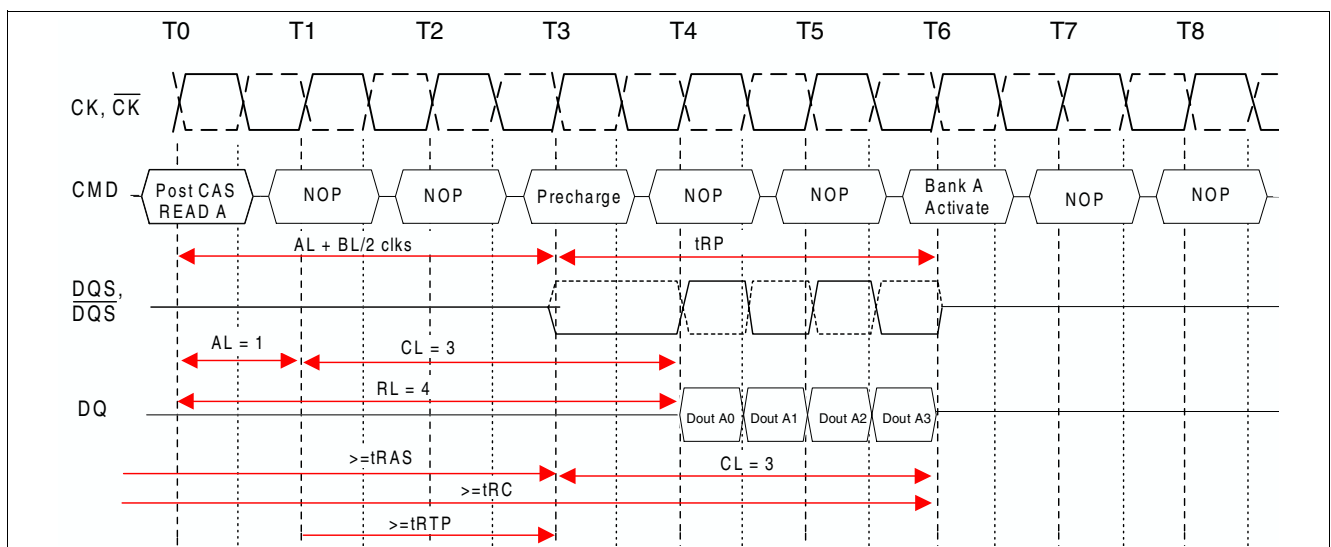 T0 T1 T2 T3 T4 T5 T6 T7 T8
CK, CK
CMD
Post CAS
READ A
NOP
NOP
Precharge
NOP
NOP
Bank A
Activate
NOP
NOP
AL + BL/2 clks
tRP
DQS,
DQS
AL = 1
CL = 3
RL = 4
DQ
Dout A0
Dout A1
Dout A2
Dout A3
>=tRAS
CL = 3
>=tRC
>=tRTP